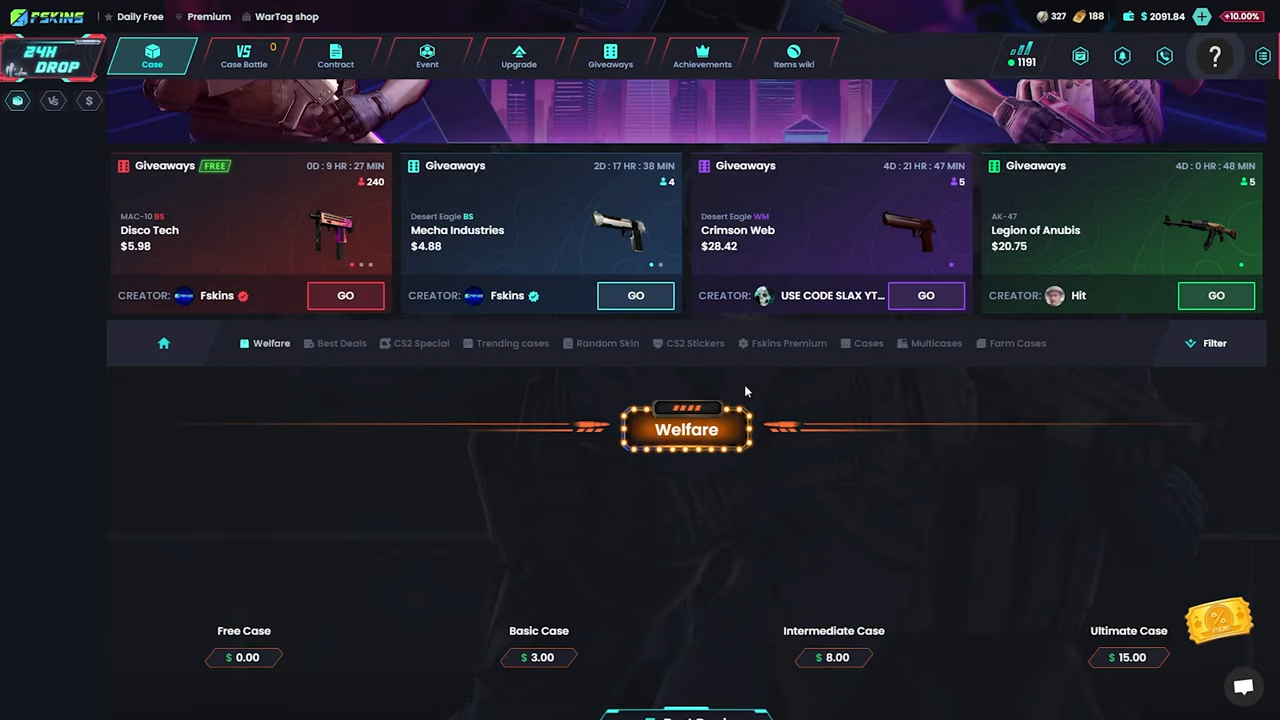 FSKINS
Daily Free
Premium
WarTag shop
327
188
$ 2091.84
+10.00%
24H
DROP
Case
VS
0
Case Battle
Contract
Event
Upgrade
Giveaways
Achievements
Items wiki
1191
?
VS
$
Giveaways FREE
0D : 9 HR : 27 MIN
240
MAC-10 BS
Disco Tech
$5.98
CREATOR: Fskins
GO
Giveaways
2D : 17 HR : 38 MIN
4
Desert Eagle BS
Mecha Industries
$4.88
CREATOR: Fskins
GO
Giveaways
4D : 21 HR : 47 MIN
5
Desert Eagle WM
Crimson Web
$28.42
CREATOR: USE CODE SLAX YT...
GO
Giveaways
4D : 0 HR : 48 MIN
5
AK-47
Legion of Anubis
$20.75
CREATOR: Hit
GO
Welfare
Best Deals
CS2 Special
Trending cases
Random Skin
CS2 Stickers
Fskins Premium
Cases
Multicases
Farm Cases
Filter
Welfare
Free Case
$ 0.00
Basic Case
$ 3.00
Intermediate Case
$ 8.00
Ultimate Case
$ 15.00